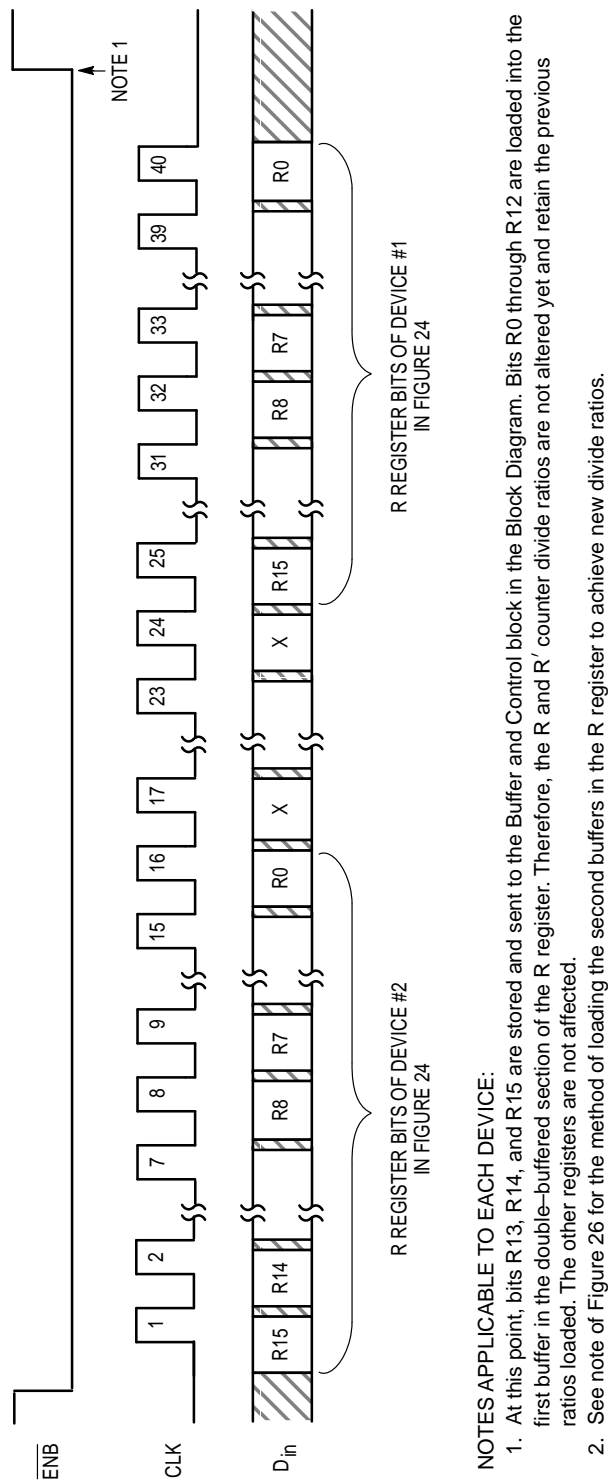 ENB
NOTE 1
CLK
1 2 7 8 9 15 16 17 23 24 25 31 32 33 39 40
Din
R15 R14 R8 R7 R0 X X R15 R8 R7 R0
R REGISTER BITS OF DEVICE #2
IN FIGURE 24
R REGISTER BITS OF DEVICE #1
IN FIGURE 24
NOTES APPLICABLE TO EACH DEVICE:
1. At this point, bits R13, R14, and R15 are stored and sent to the Buffer and Control block in the Block Diagram. Bits R0 through R12 are loaded into the
first buffer in the double–buffered section of the R register. Therefore, the R and R′ counter divide ratios are not altered yet and retain the previous
ratios loaded. The other registers are not affected.
2. See note of Figure 26 for the method of loading the second buffers in the R register to achieve new divide ratios.